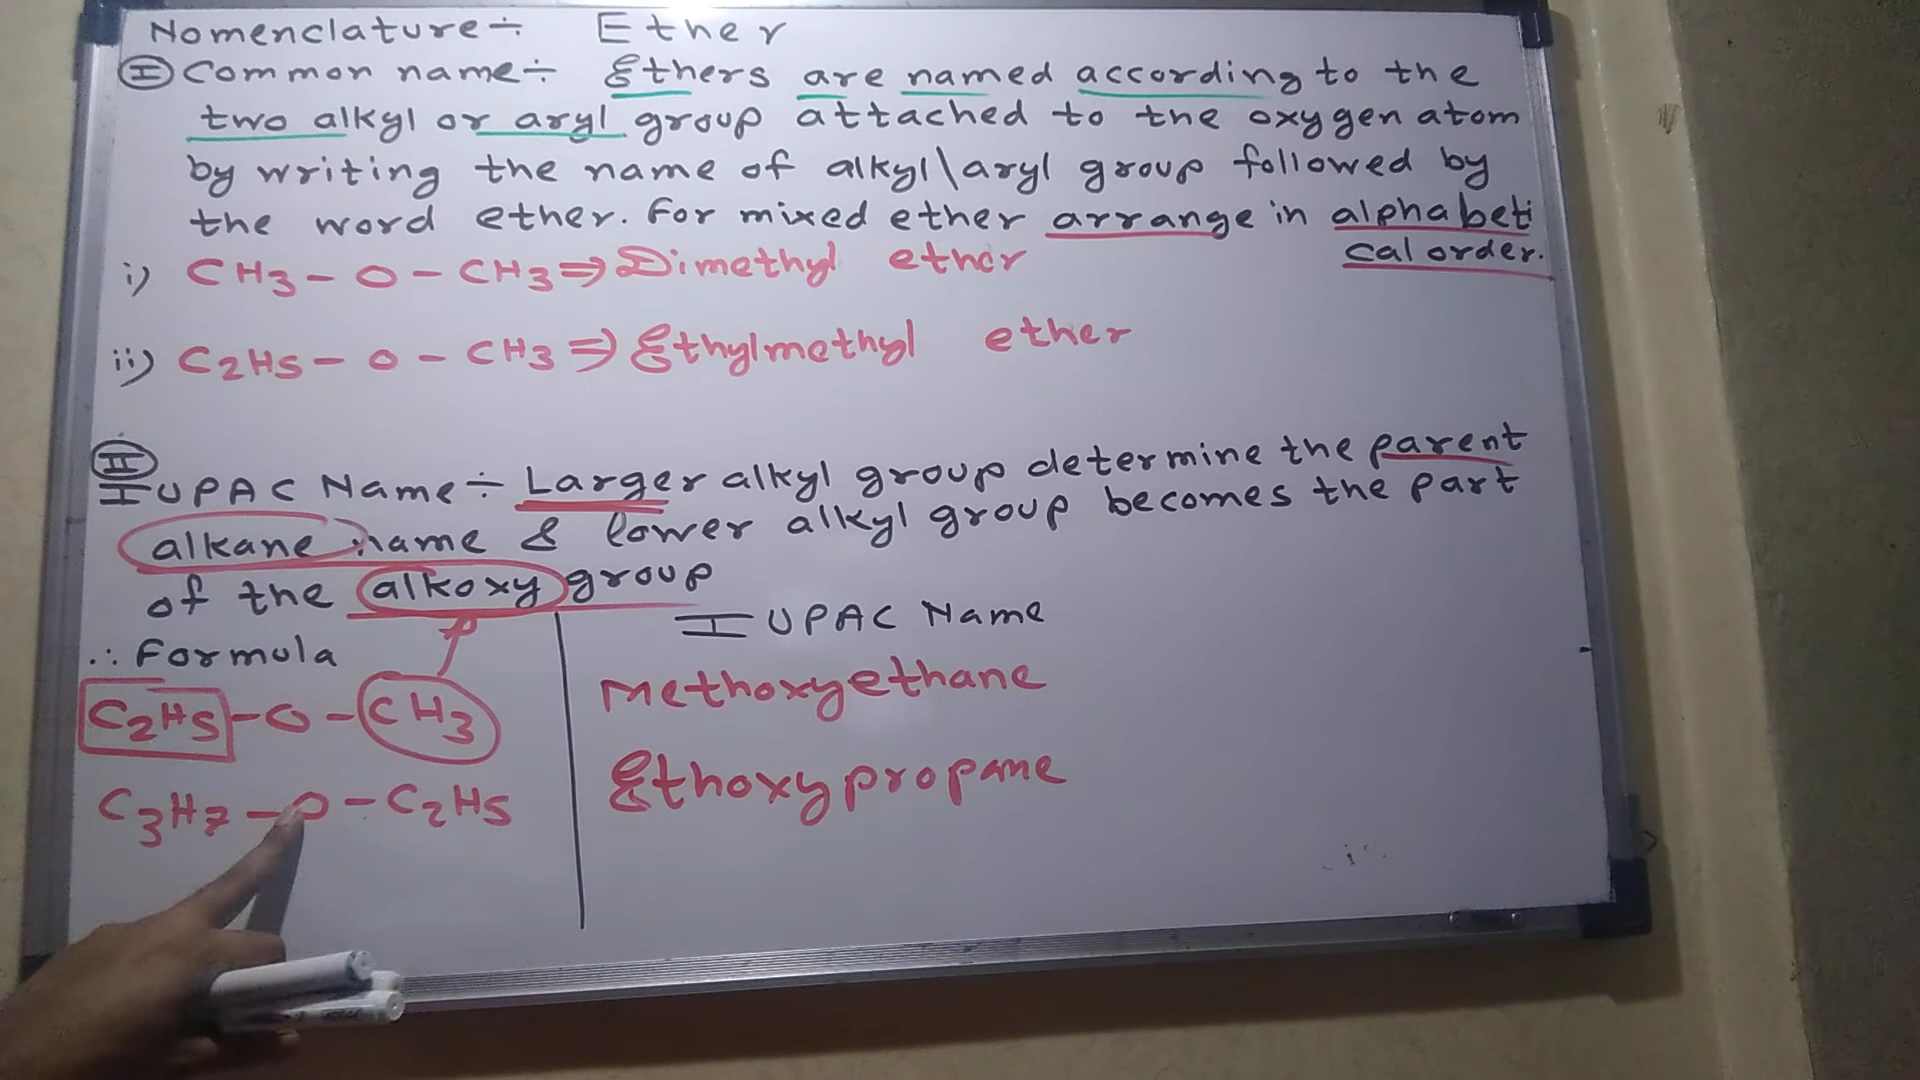 Nomenclature ÷ Ether
I Common name ÷ Ethers are named according to the
two alkyl or aryl group attached to the oxygen atom
by writing the name of alkyl\aryl group followed by
the word ether. For mixed ether arrange in alphabeti
cal order.
i) CH3 - O - CH3 ⇒ Dimethyl ether
ii) C2H5 - O - CH3 ⇒ Ethylmethyl ether
II
IUPAC Name ÷ Larger alkyl group determine the parent
alkane name & lower alkyl group becomes the part
of the alkoxy group
∴ Formula
IUPAC Name
C2H5 - O - CH3
Methoxyethane
C3H7 - O - C2H5
Ethoxypropane